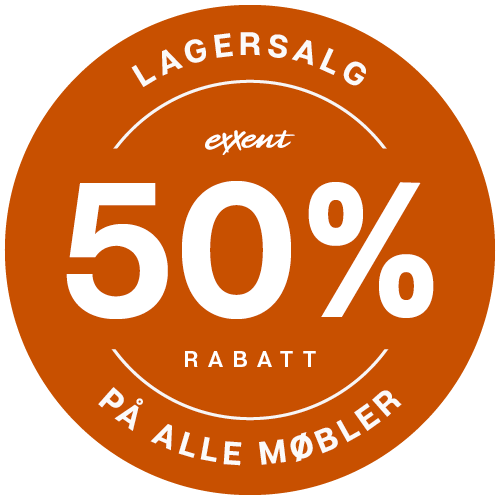 LAGERSALG
exxent
50%
RABATT
PÅ ALLE MØBLER